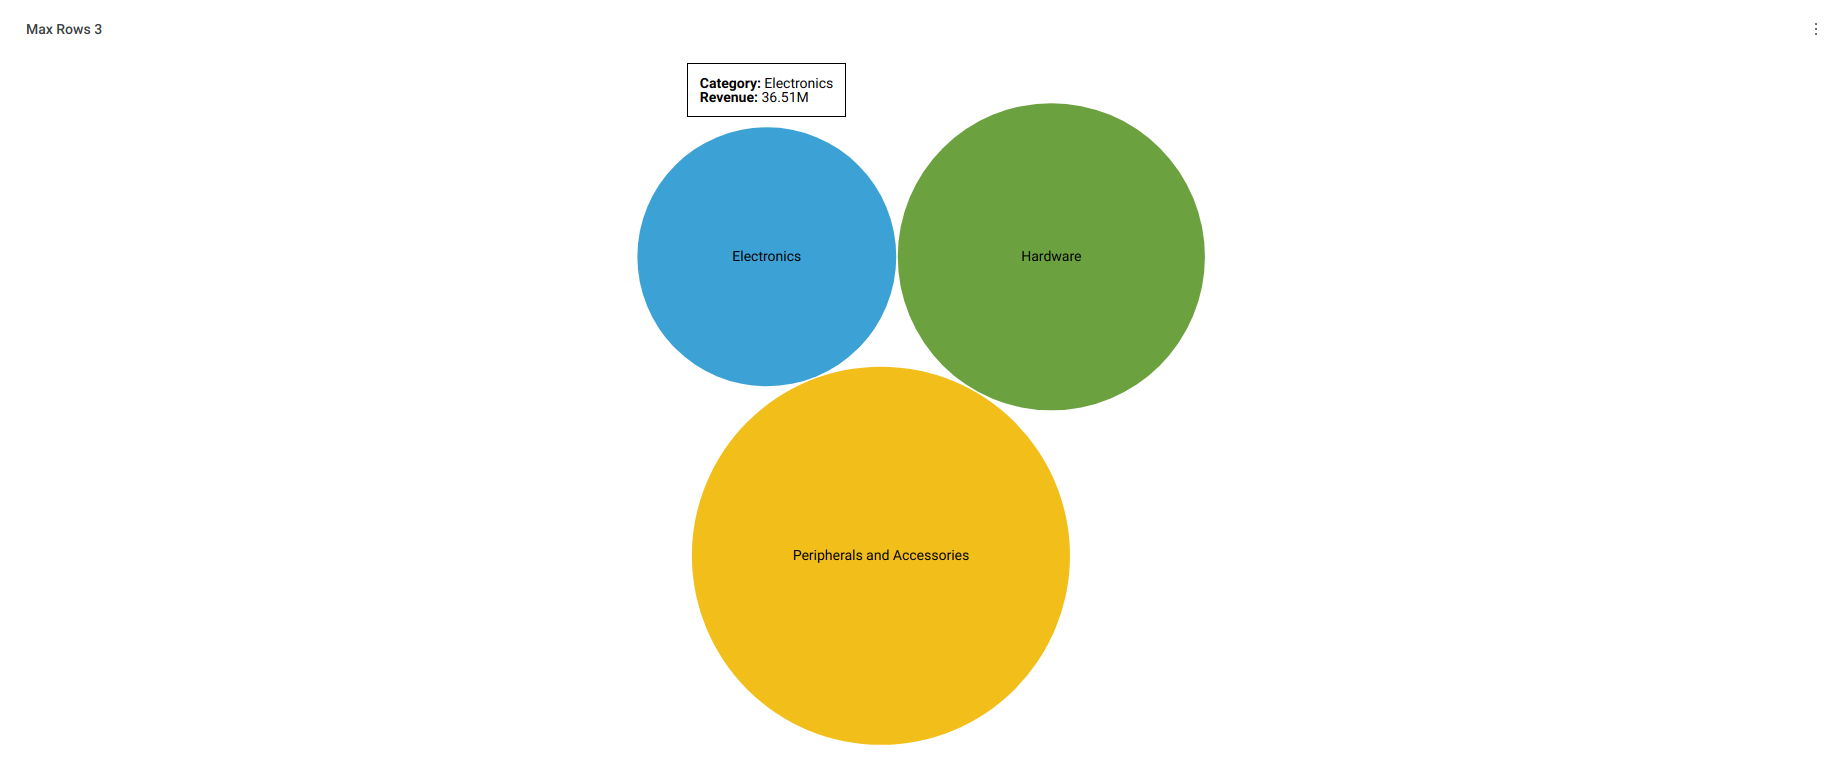 Max Rows 3
Category: Electronics
Revenue: 36.51M
Electronics
Hardware
Peripherals and Accessories